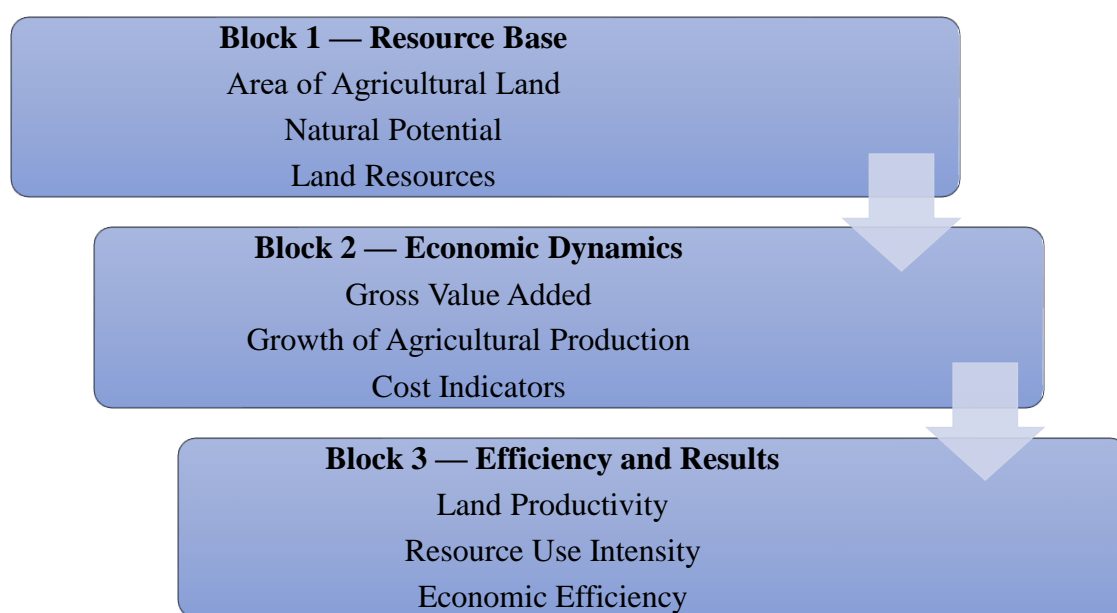 Block 1 — Resource Base
Area of Agricultural Land
Natural Potential
Land Resources
Block 2 — Economic Dynamics
Gross Value Added
Growth of Agricultural Production
Cost Indicators
Block 3 — Efficiency and Results
Land Productivity
Resource Use Intensity
Economic Efficiency